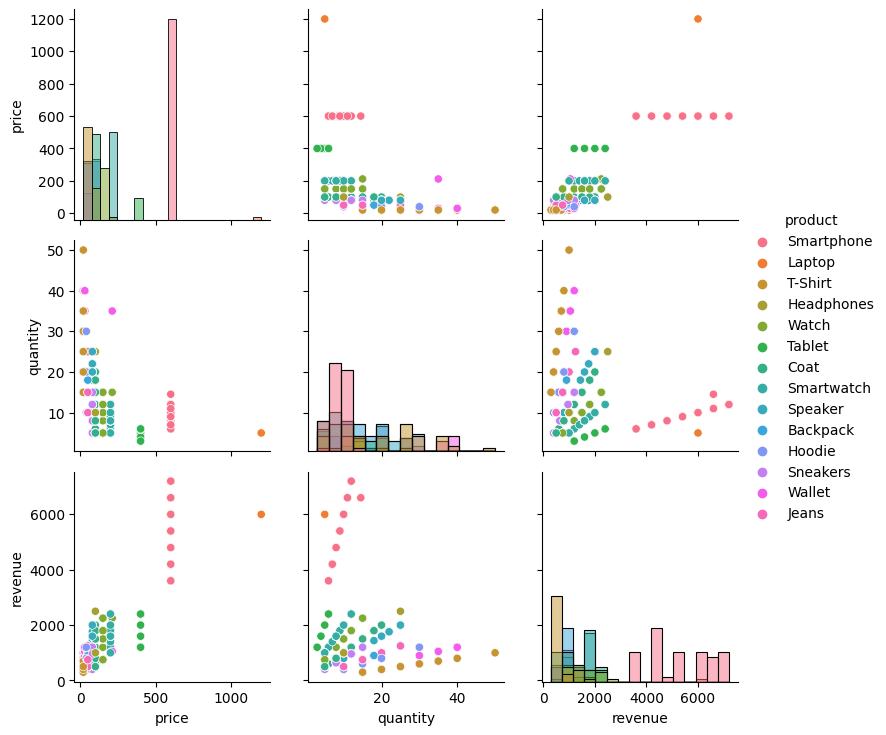 1200
1000
800
600
400
200
0
price
50
40
30
20
10
quantity
6000
4000
2000
0
revenue
0 500 1000
price
20 40
quantity
0 2000 4000 6000
revenue
product
Smartphone
Laptop
T-Shirt
Headphones
Watch
Tablet
Coat
Smartwatch
Speaker
Backpack
Hoodie
Sneakers
Wallet
Jeans